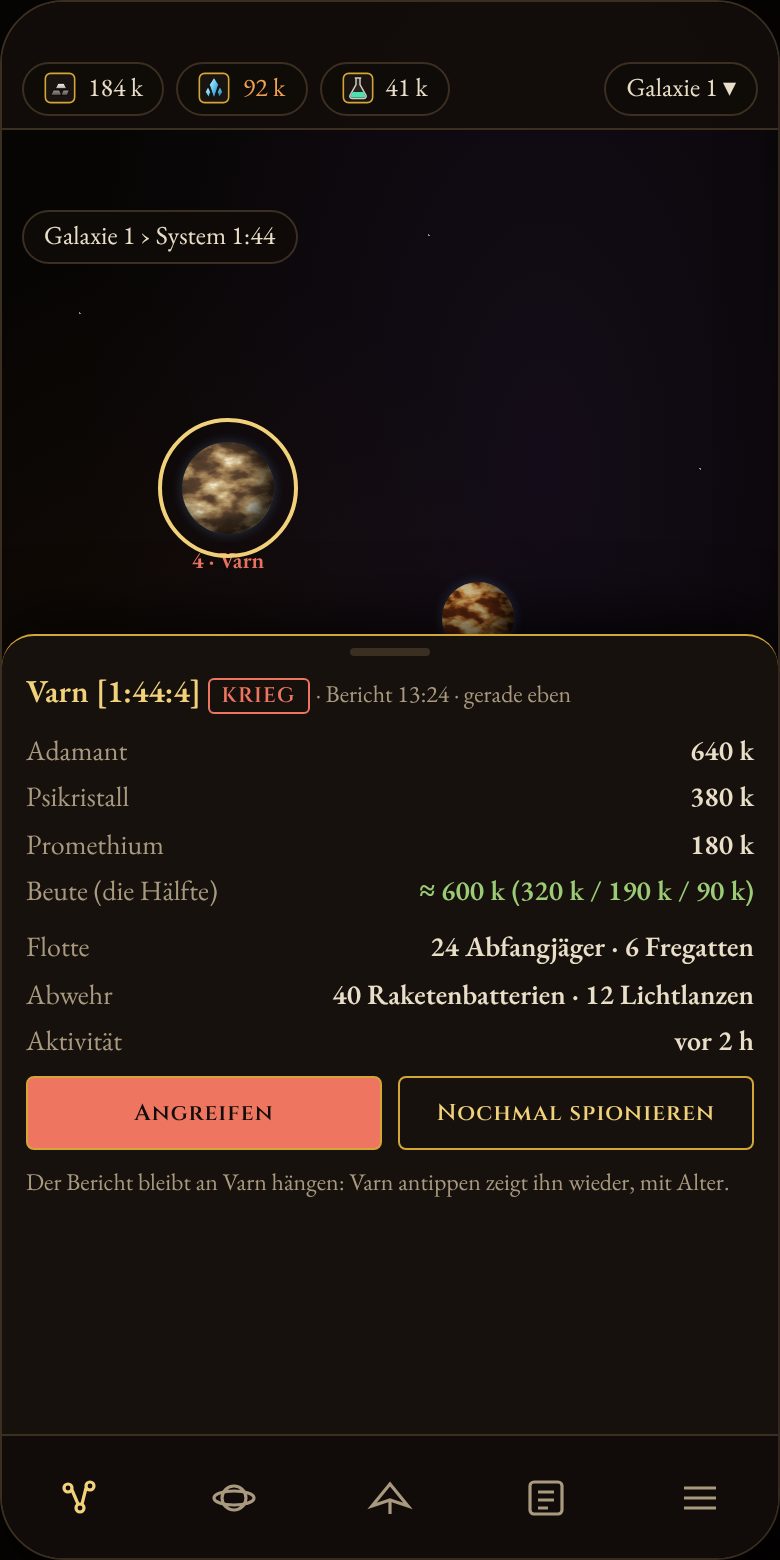 184 k 92 k 41 k Galaxie 1 ▾
Galaxie 1 › System 1:44
4 · Varn
Varn [1:44:4] KRIEG · Bericht 13:24 · gerade eben
Adamant 640 k
Psikristall 380 k
Promethium 180 k
Beute (die Hälfte) ≈ 600 k (320 k / 190 k / 90 k)
Flotte 24 Abfangjäger · 6 Fregatten
Abwehr 40 Raketenbatterien · 12 Lichtlanzen
Aktivität vor 2 h
Angreifen Nochmal spionieren
Der Bericht bleibt an Varn hängen: Varn antippen zeigt ihn wieder, mit Alter.